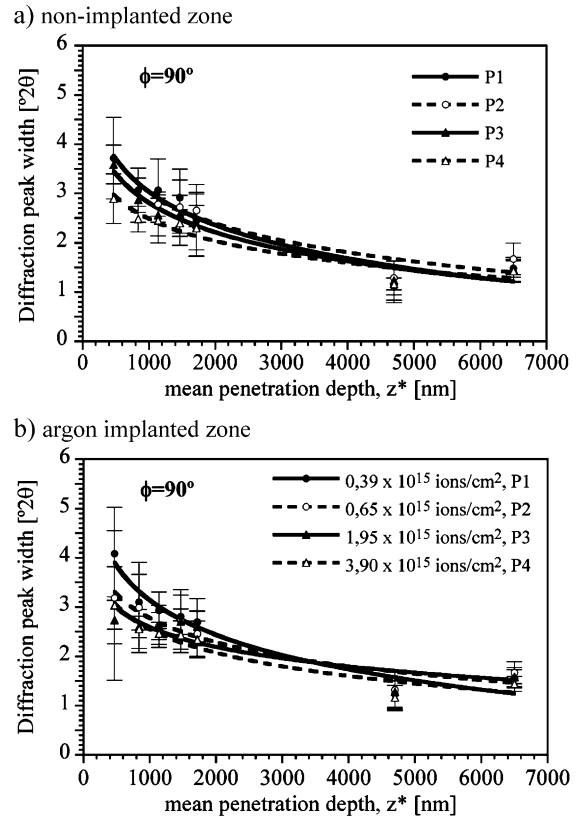 a) non-implanted zone
6
5
4
3
2
1
0
Diffraction peak width [º2θ]
ϕ=90º
P1
P2
P3
P4
0 1000 2000 3000 4000 5000 6000 7000
mean penetration depth, z* [nm]
b) argon implanted zone
6
5
4
3
2
1
0
Diffraction peak width [º2θ]
ϕ=90º
0,39 x 10¹⁵ ions/cm², P1
0,65 x 10¹⁵ ions/cm², P2
1,95 x 10¹⁵ ions/cm², P3
3,90 x 10¹⁵ ions/cm², P4
0 1000 2000 3000 4000 5000 6000 7000
mean penetration depth, z* [nm]